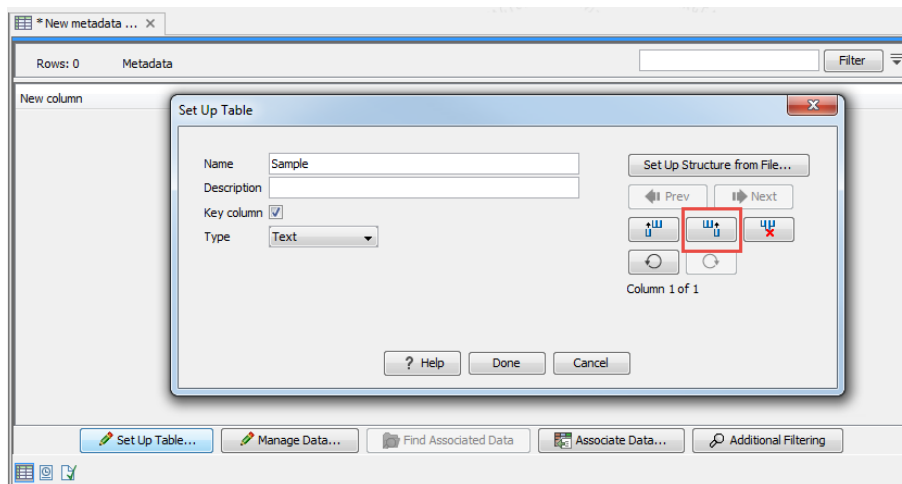 * New metadata ... ×
Rows: 0 Metadata Filter
New column
Set Up Table x
Name Sample Set Up Structure from File...
Description Prev Next
Key column
Type Text
Column 1 of 1
? Help Done Cancel
Set Up Table... Manage Data... Find Associated Data Associate Data... Additional Filtering